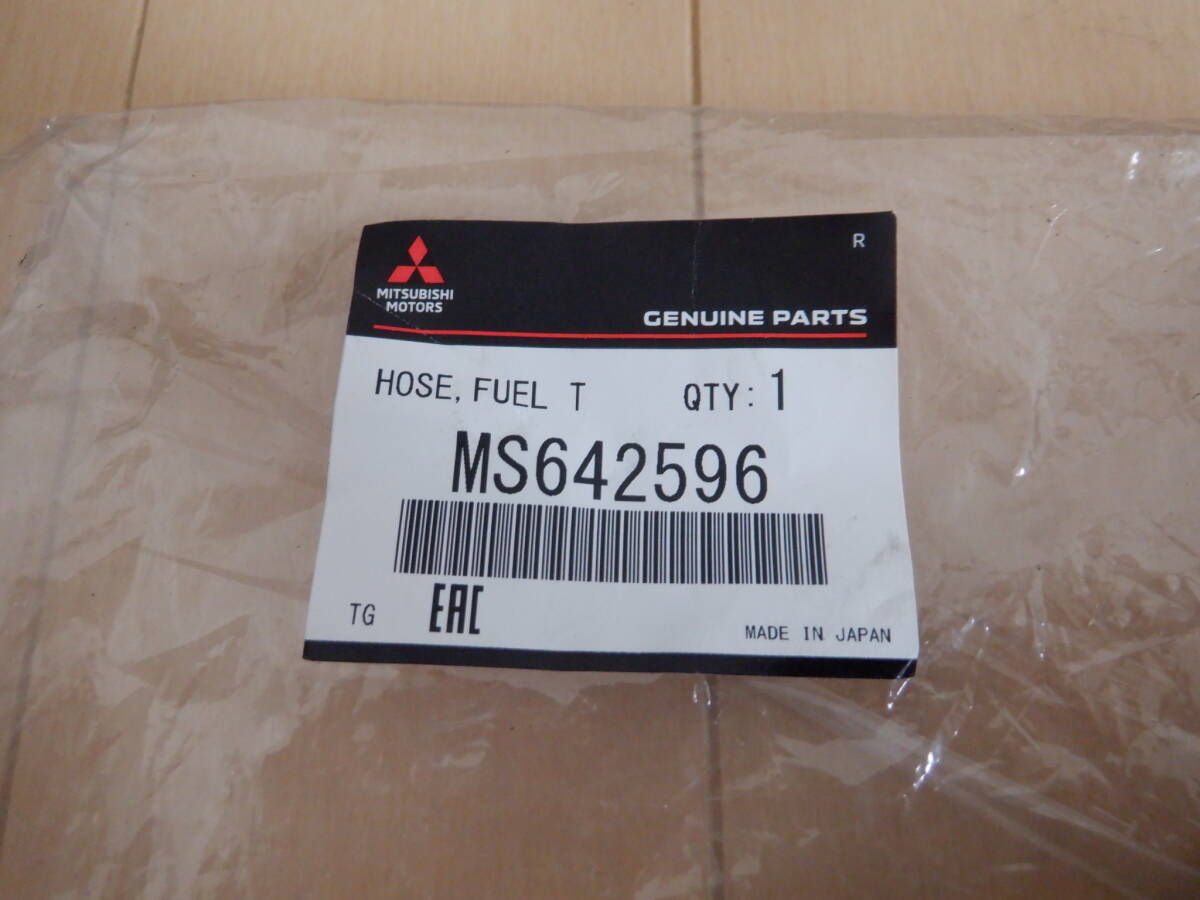 R
MITSUBISHI
MOTORS
GENUINE PARTS
HOSE, FUEL T QTY: 1
MS642596
TG EAC MADE IN JAPAN